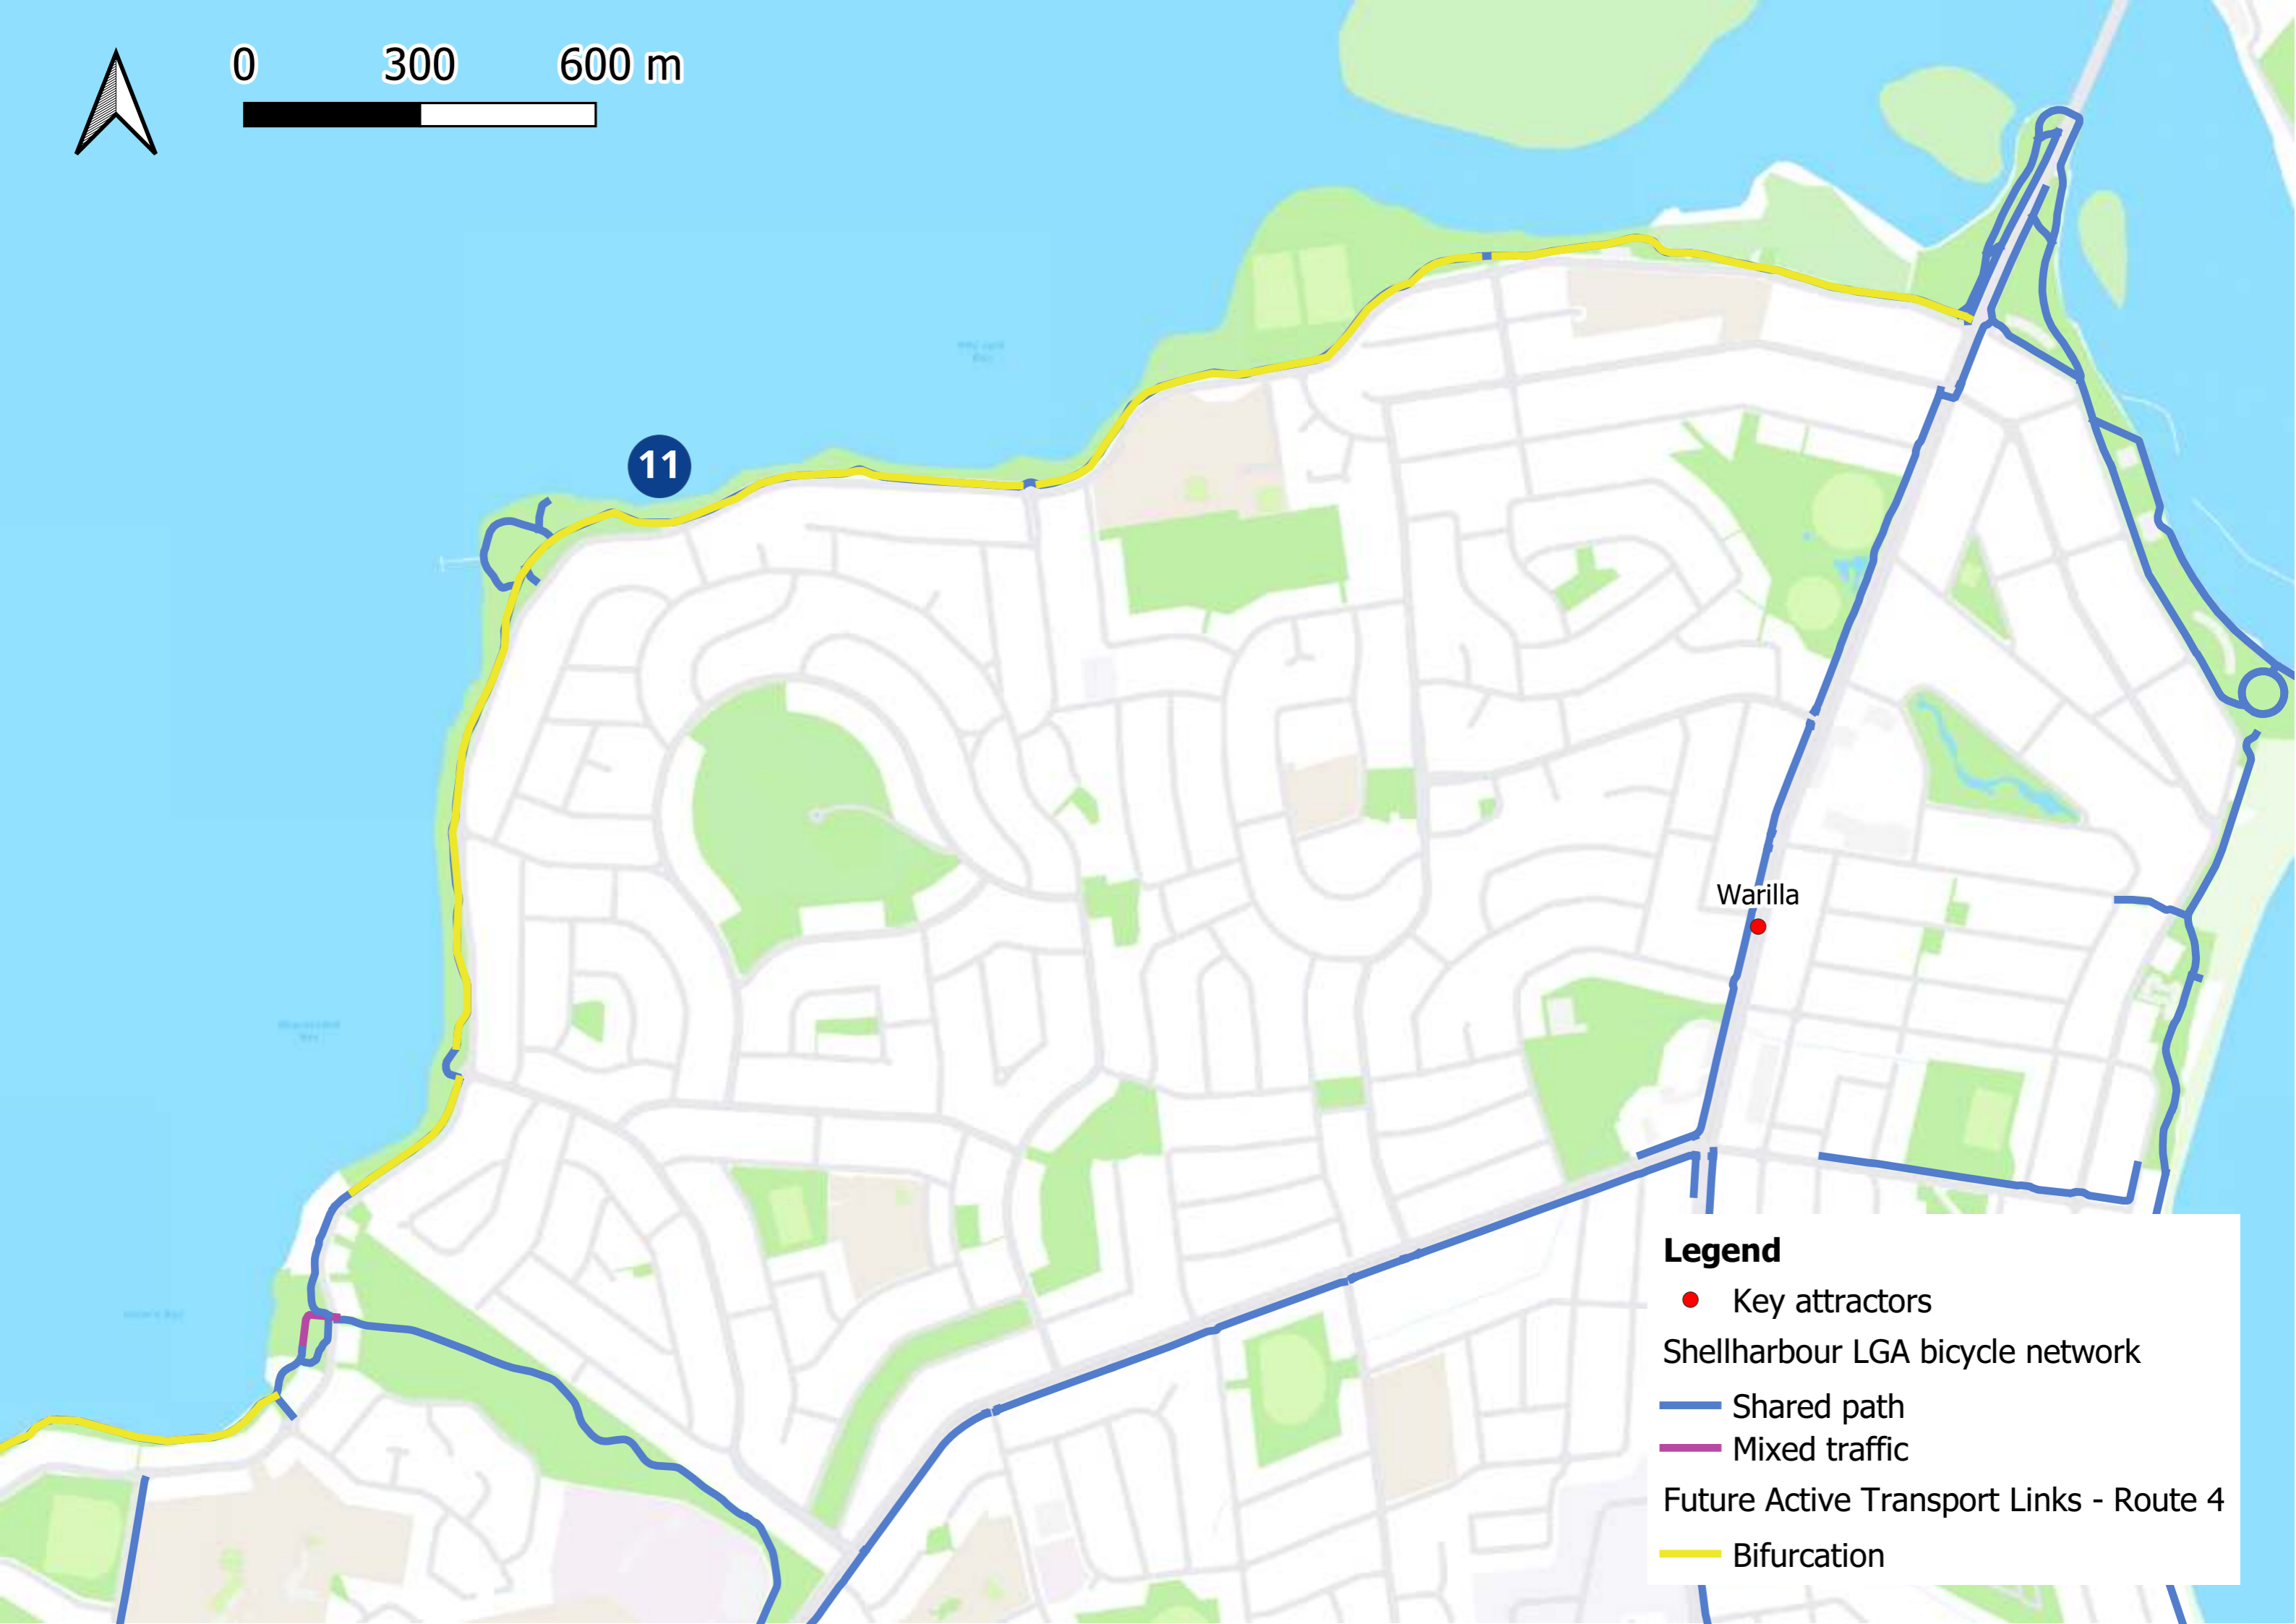 0 300 600 m
11
Warilla
Legend
Key attractors
Shellharbour LGA bicycle network
Shared path
Mixed traffic
Future Active Transport Links - Route 4
Bifurcation